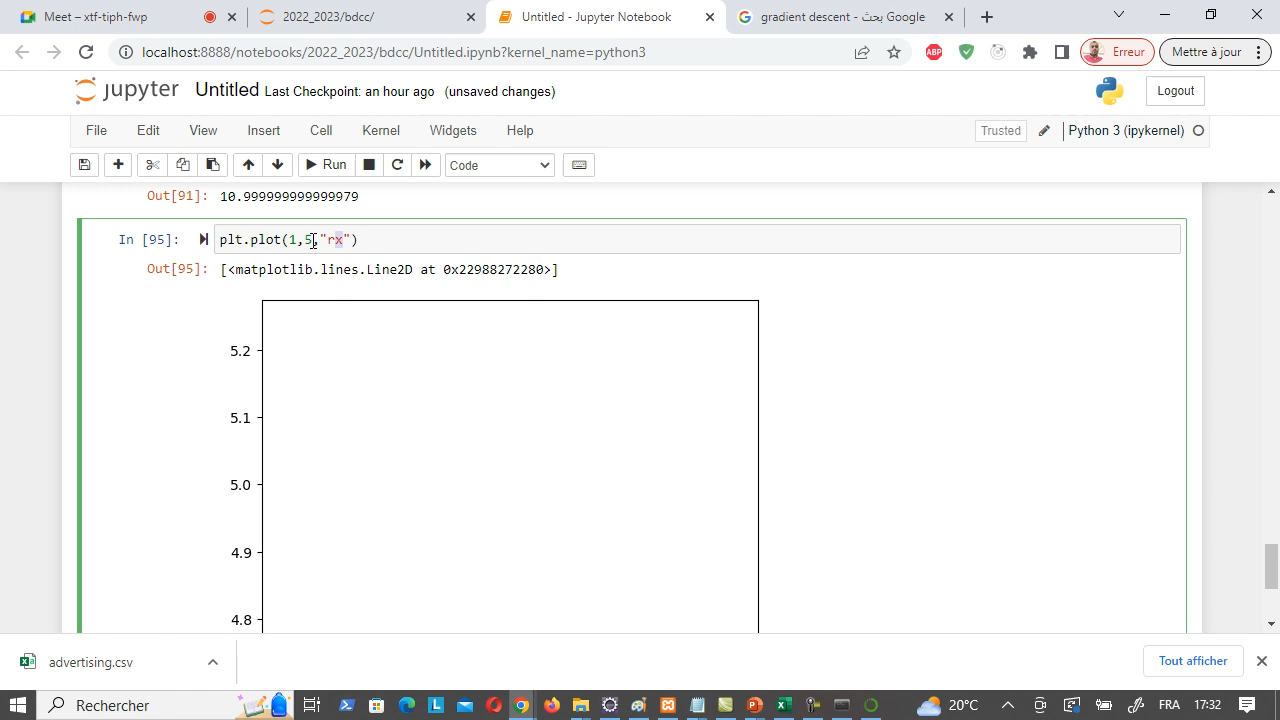 Meet – xtf-tiph-fwp
2022_2023/bdcc/
Untitled - Jupyter Notebook
gradient descent - بحث Google
localhost:8888/notebooks/2022_2023/bdcc/Untitled.ipynb?kernel_name=python3
ABP
Erreur
Mettre à jour
jupyter
Untitled Last Checkpoint: an hour ago (unsaved changes)
Logout
File Edit View Insert Cell Kernel Widgets Help
Trusted
Python 3 (ipykernel)
Run
Code
Out[91]: 10.999999999999979
In [95]: plt.plot(1,5,"rx")
Out[95]: [<matplotlib.lines.Line2D at 0x22988272280>]
5.2
5.1
5.0
4.9
4.8
advertising.csv
Tout afficher
Rechercher
20°C
FRA
17:32